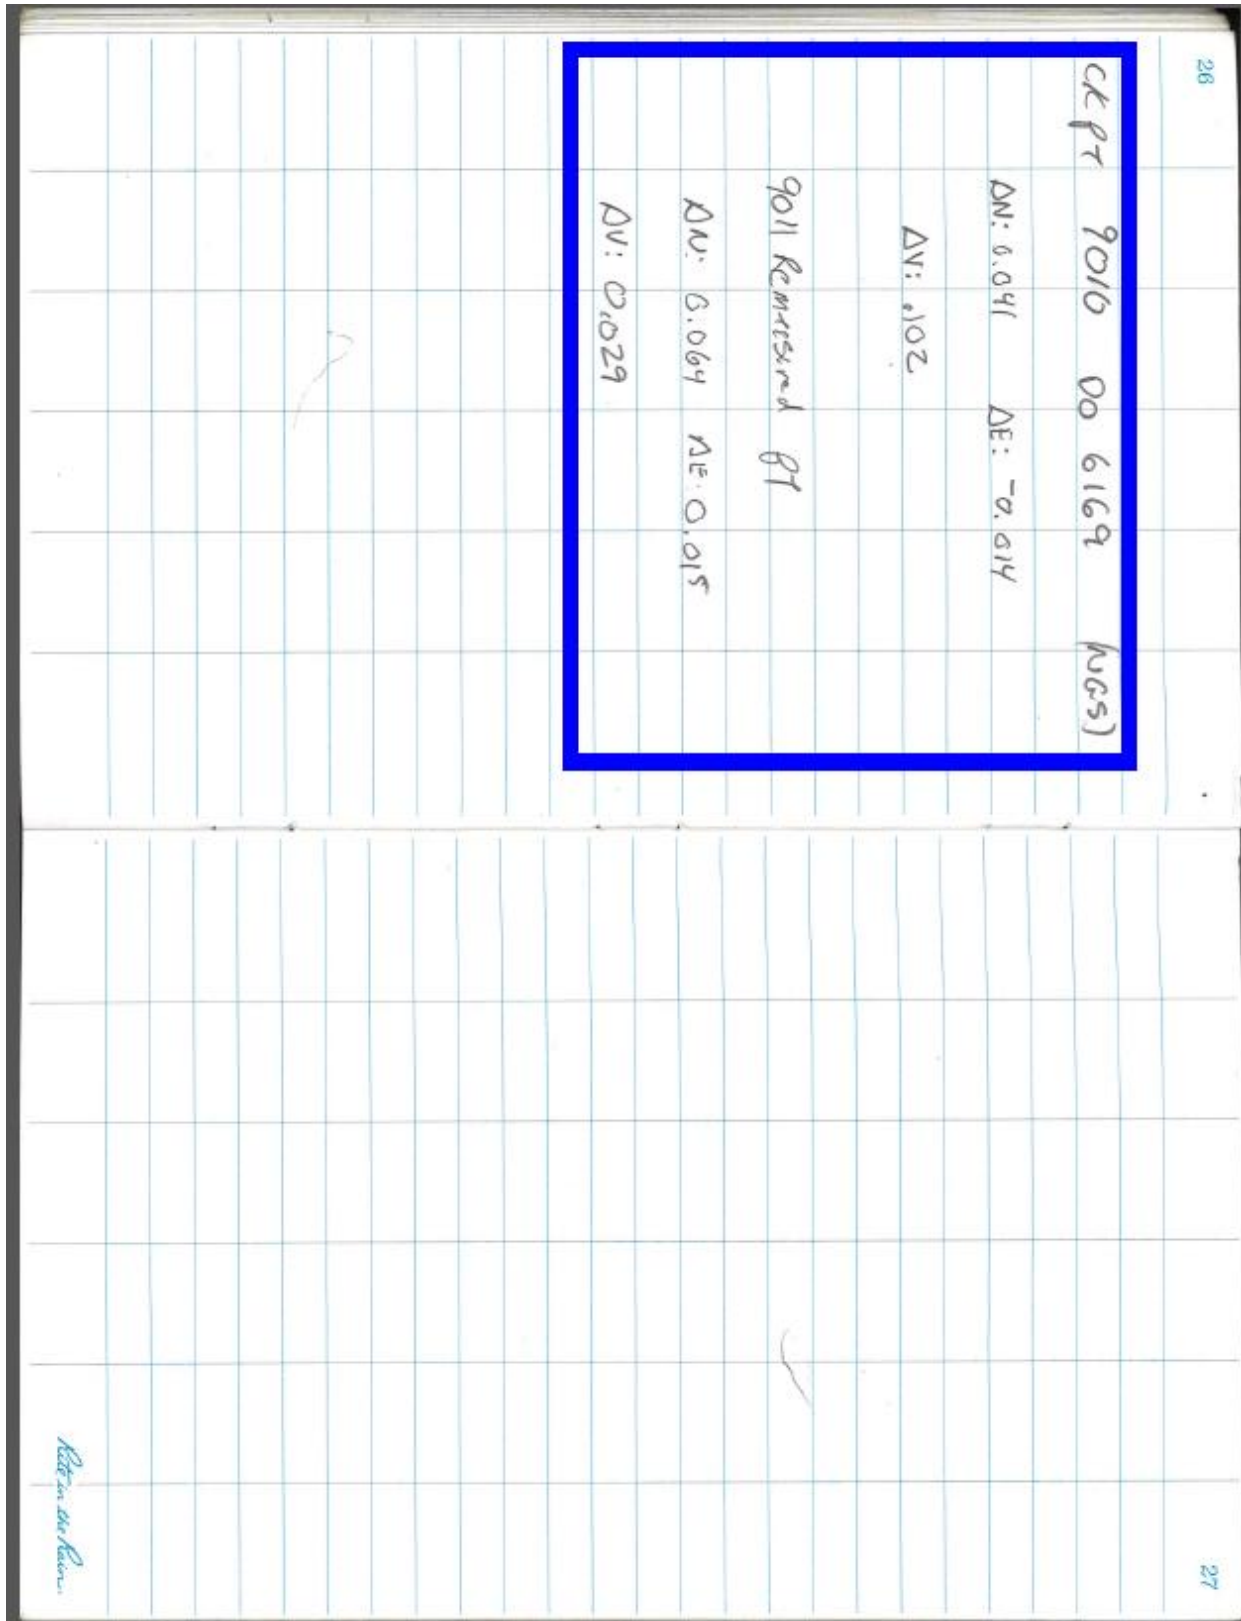 26
CK PT 9010 DO 6169 (NGS)
ΔN: 0.041 ΔE: -0.014
ΔV: .102
9011 Remeasured PT
ΔN: 0.064 ΔE: 0.015
ΔV: 0.029
27
Rite in the Rain.